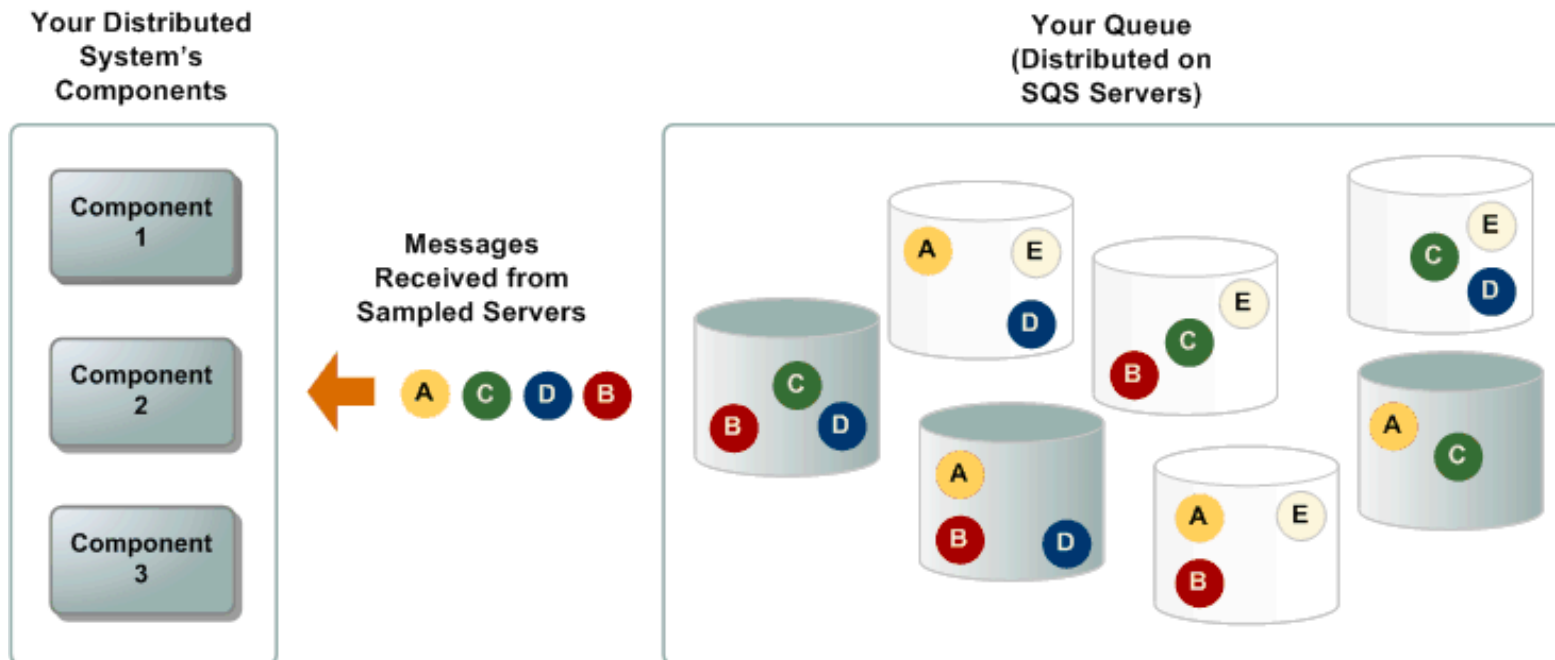 Your Distributed
System's
Components
Component
1
Component
2
Component
3
Messages
Received from
Sampled Servers
A C D B
Your Queue
(Distributed on
SQS Servers)
B C D
A E D
A B D
B C E
A B E
E C D
A C